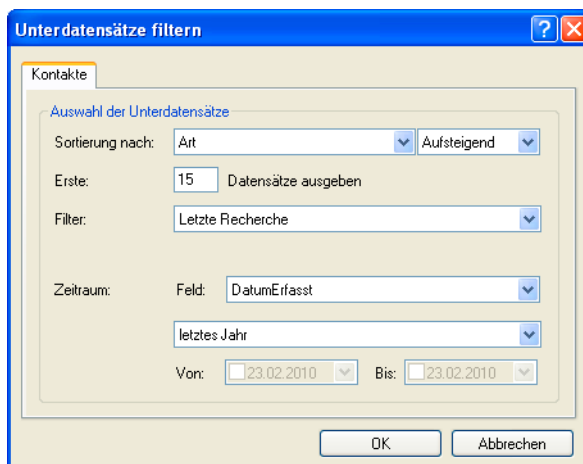 Unterdatensätze filtern
Kontakte
Auswahl der Unterdatensätze
Sortierung nach: Art Aufsteigend
Erste: 15 Datensätze ausgeben
Filter: Letzte Recherche
Zeitraum: Feld: DatumErfasst
letztes Jahr
Von: 23.02.2010 Bis: 23.02.2010
OK Abbrechen